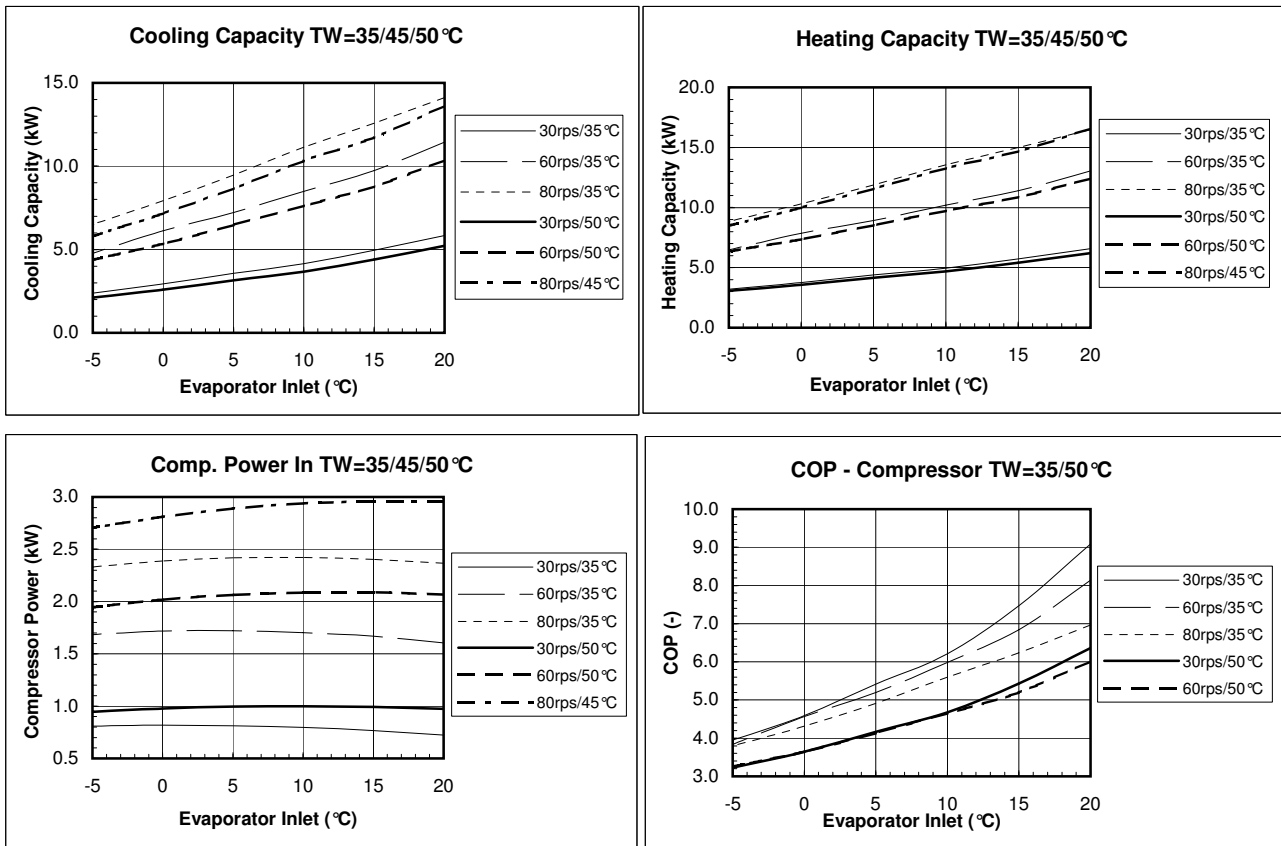 Cooling Capacity TW=35/45/50°C
Cooling Capacity (kW)
15.0
10.0
5.0
0.0
-5 0 5 10 15 20
Evaporator Inlet (°C)
30rps/35°C
60rps/35°C
80rps/35°C
30rps/50°C
60rps/50°C
80rps/45°C
Heating Capacity TW=35/45/50°C
Heating Capacity (kW)
20.0
15.0
10.0
5.0
0.0
-5 0 5 10 15 20
Evaporator Inlet (°C)
30rps/35°C
60rps/35°C
80rps/35°C
30rps/50°C
60rps/50°C
80rps/45°C
Comp. Power In TW=35/45/50°C
Compressor Power (kW)
3.0
2.5
2.0
1.5
1.0
0.5
-5 0 5 10 15 20
Evaporator Inlet (°C)
30rps/35°C
60rps/35°C
80rps/35°C
30rps/50°C
60rps/50°C
80rps/45°C
COP - Compressor TW=35/50°C
COP (-)
10.0
9.0
8.0
7.0
6.0
5.0
4.0
3.0
-5 0 5 10 15 20
Evaporator Inlet (°C)
30rps/35°C
60rps/35°C
80rps/35°C
30rps/50°C
60rps/50°C